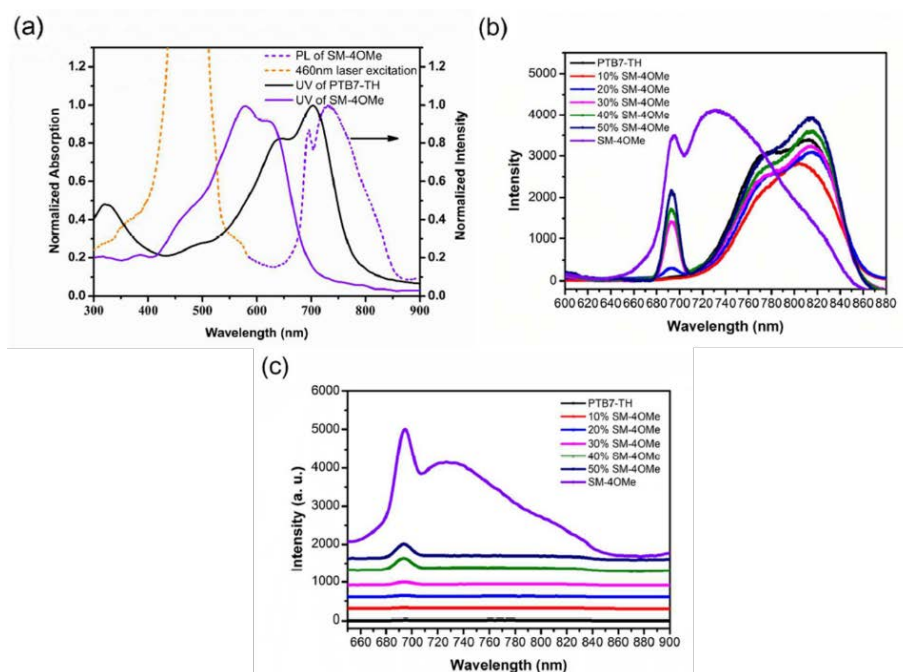 (a)
PL of SM-4OMe
460nm laser excitation
UV of PTB7-TH
UV of SM-4OMe
Normalized Absorption
1.2
1.0
0.8
0.6
0.4
0.2
0.0
300 400 500 600 700 800 900
Wavelength (nm)
1.2
1.0
0.8
0.6
0.4
0.2
0.0
Normalized Intensity
(b)
PTB7-TH
10% SM-4OMe
20% SM-4OMe
30% SM-4OMe
40% SM-4OMe
50% SM-4OMe
SM-4OMe
Intensity
5000
4000
3000
2000
1000
0
600 620 640 660 680 700 720 740 760 780 800 820 840 860 880
Wavelength (nm)
(c)
PTB7-TH
10% SM-4OMe
20% SM-4OMe
30% SM-4OMe
40% SM-4OMe
50% SM-4OMe
SM-4OMe
Intensity (a. u.)
6000
5000
4000
3000
2000
1000
0
660 680 700 720 740 760 780 800 820 840 860 880 900
Wavelength (nm)